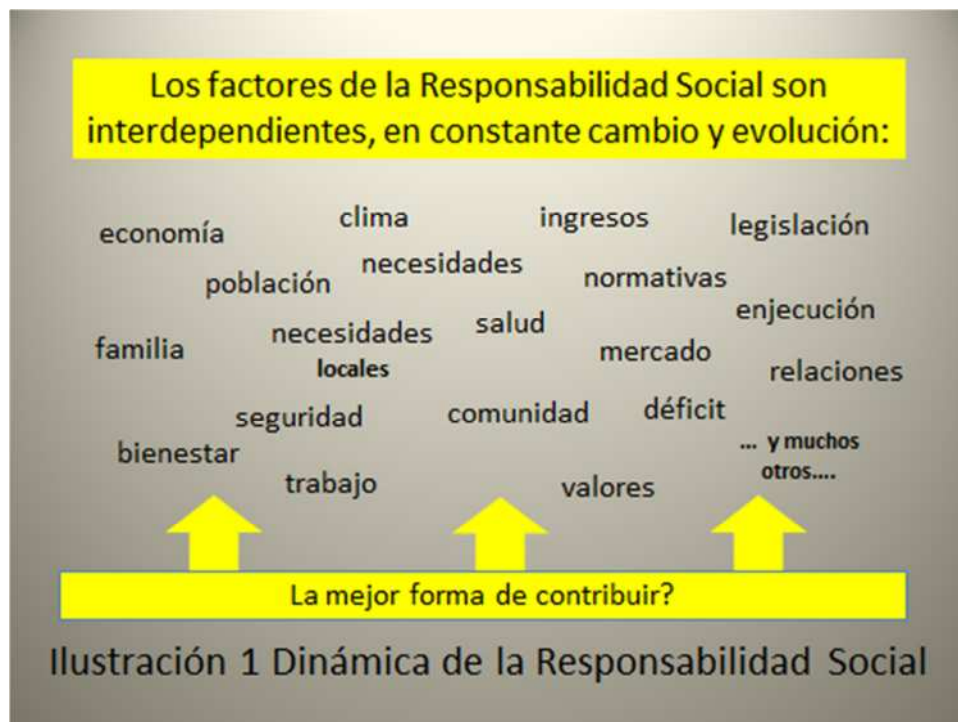 Los factores de la Responsabilidad Social son
interdependientes, en constante cambio y evolución:
economía
clima
ingresos
legislación
población
necesidades
normativas
enjecución
familia
necesidades
locales
salud
mercado
relaciones
seguridad
comunidad
déficit
bienestar
... y muchos
otros....
trabajo
valores
La mejor forma de contribuir?
Ilustración 1 Dinámica de la Responsabilidad Social